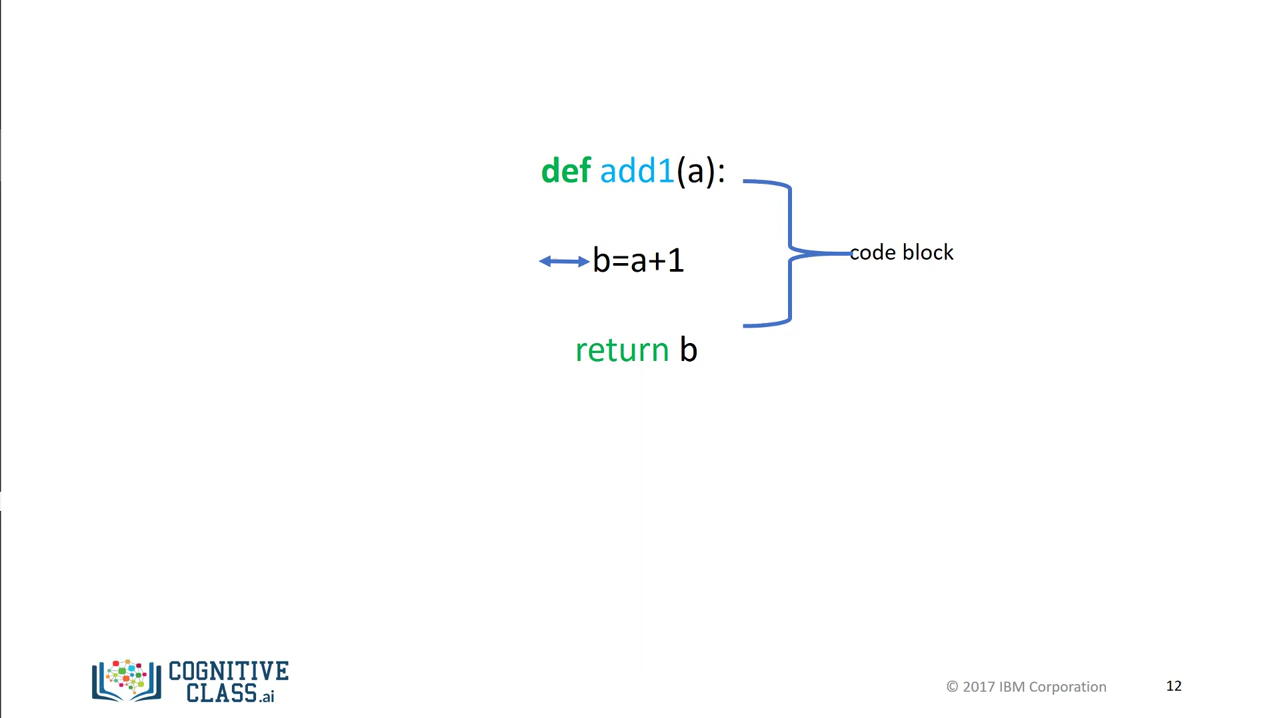 def add1(a):
b=a+1
code block
return b
COGNITIVE
CLASS.ai
© 2017 IBM Corporation
12